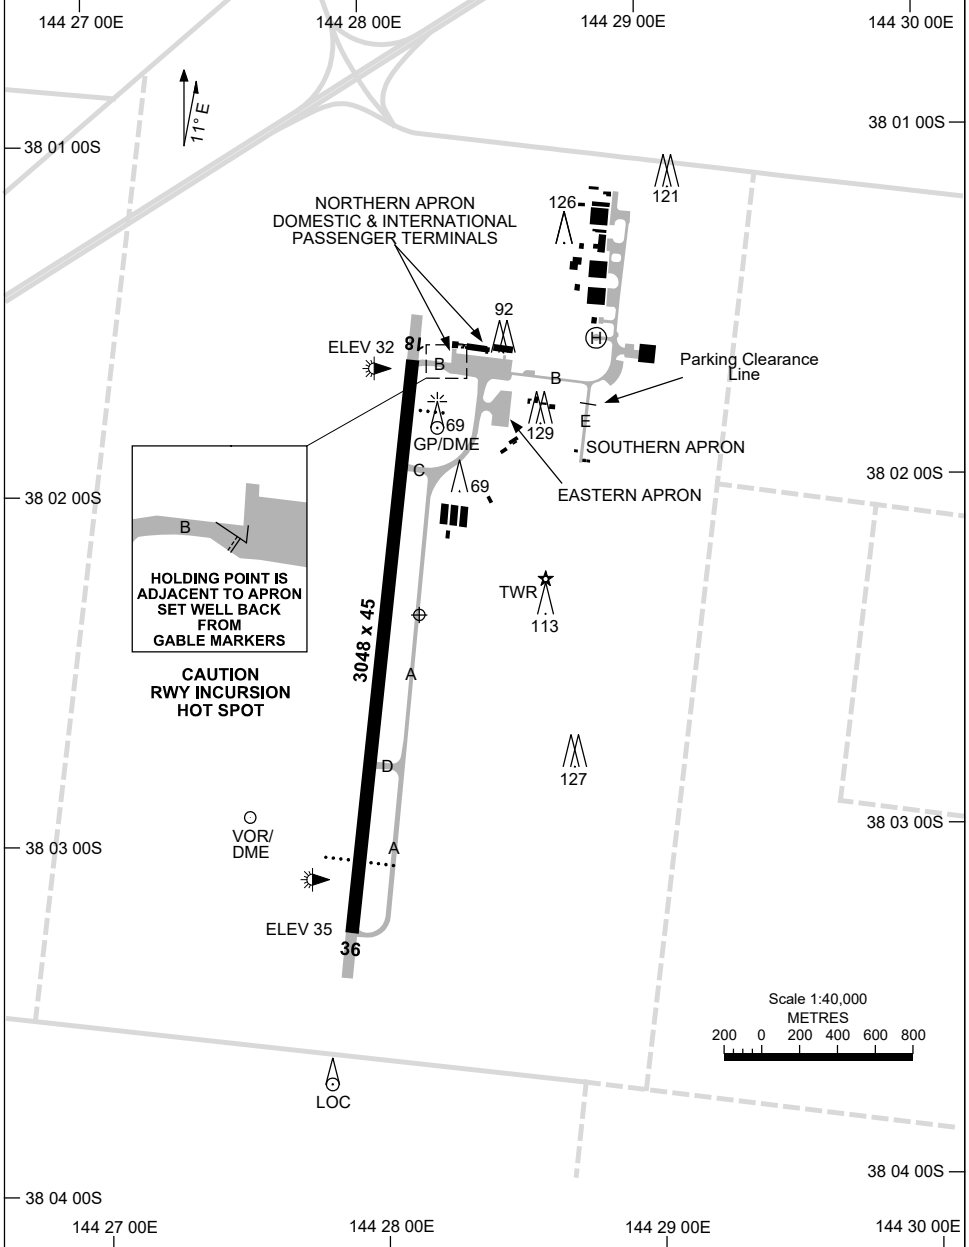 144 27 00E
144 28 00E
144 29 00E
144 30 00E
38 01 00S
38 01 00S
11° E
NORTHERN APRON
DOMESTIC & INTERNATIONAL
PASSENGER TERMINALS
126
121
92
H
ELEV 32
18
B
B
Parking Clearance
Line
69
GP/DME
129
E
SOUTHERN APRON
C
69
EASTERN APRON
38 02 00S
38 02 00S
B
HOLDING POINT IS
ADJACENT TO APRON
SET WELL BACK
FROM
GABLE MARKERS
CAUTION
RWY INCURSION
HOT SPOT
3048 x 45
TWR
113
A
D
127
VOR/
DME
A
38 03 00S
38 03 00S
ELEV 35
36
Scale 1:40,000
METRES
200 0 200 400 600 800
LOC
38 04 00S
38 04 00S
144 27 00E
144 28 00E
144 29 00E
144 30 00E